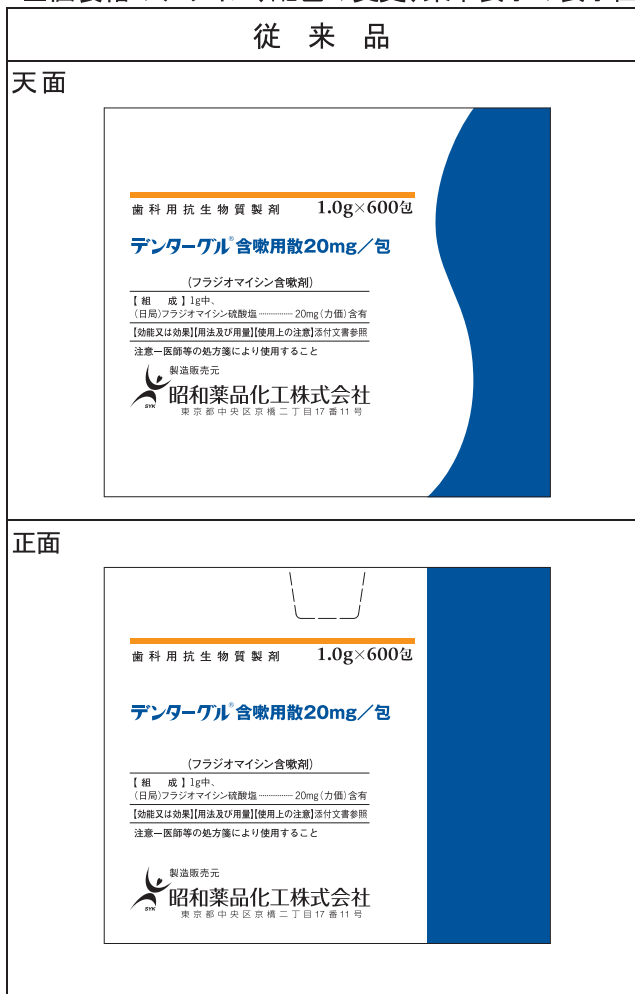 従来品
天面
歯科用抗生物質製剤 1.0g×600包
デンターグル®含嗽用散20mg／包
(フラジオマイシン含嗽剤)
【組 成】1g中、
(日局)フラジオマイシン硫酸塩………… 20mg(力価)含有
【効能又は効果】【用法及び用量】【使用上の注意】添付文書参照
注意－医師等の処方箋により使用すること
製造販売元
SYK 昭和薬品化工株式会社
東京都中央区京橋二丁目17番11号
正面
歯科用抗生物質製剤 1.0g×600包
デンターグル®含嗽用散20mg／包
(フラジオマイシン含嗽剤)
【組 成】1g中、
(日局)フラジオマイシン硫酸塩………… 20mg(力価)含有
【効能又は効果】【用法及び用量】【使用上の注意】添付文書参照
注意－医師等の処方箋により使用すること
製造販売元
SYK 昭和薬品化工株式会社
東京都中央区京橋二丁目17番11号